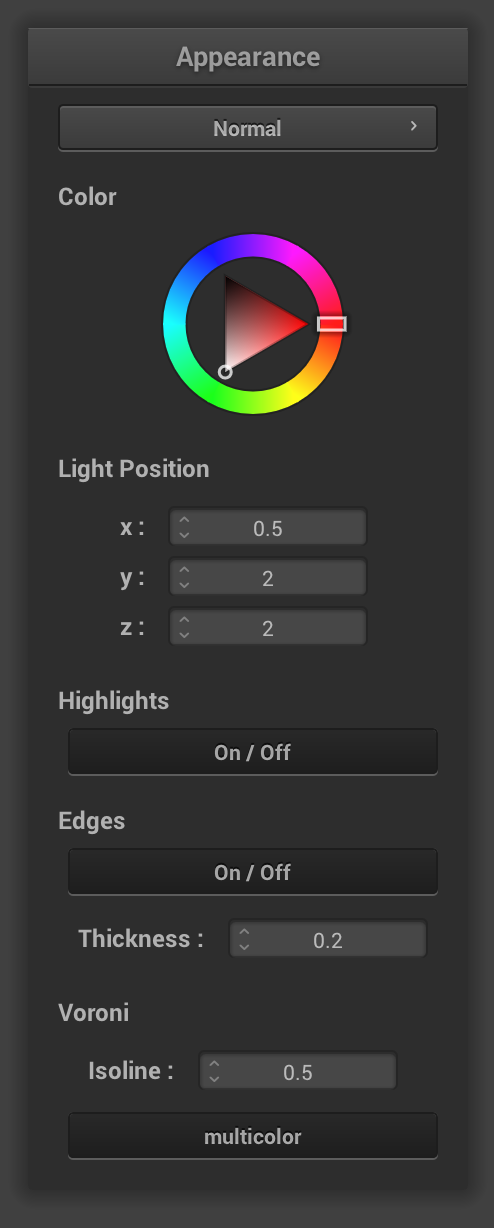 Appearance
Normal
Color
Light Position
x : 0.5
y : 2
z : 2
Highlights
On / Off
Edges
On / Off
Thickness : 0.2
Voroni
Isoline : 0.5
multicolor